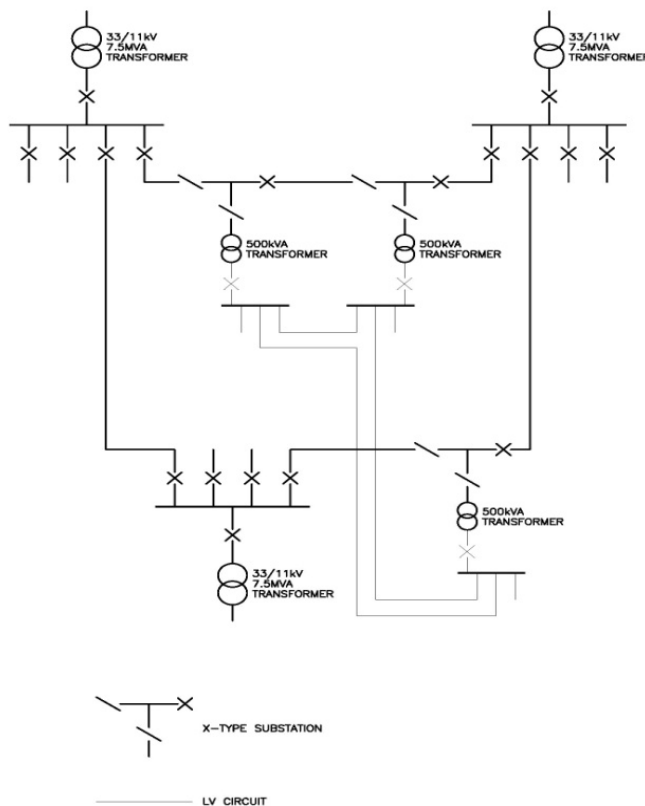 33/11kV
7.5MVA
TRANSFORMER
33/11kV
7.5MVA
TRANSFORMER
500kVA
TRANSFORMER
500kVA
TRANSFORMER
500kVA
TRANSFORMER
33/11kV
7.5MVA
TRANSFORMER
X-TYPE SUBSTATION
LV CIRCUIT